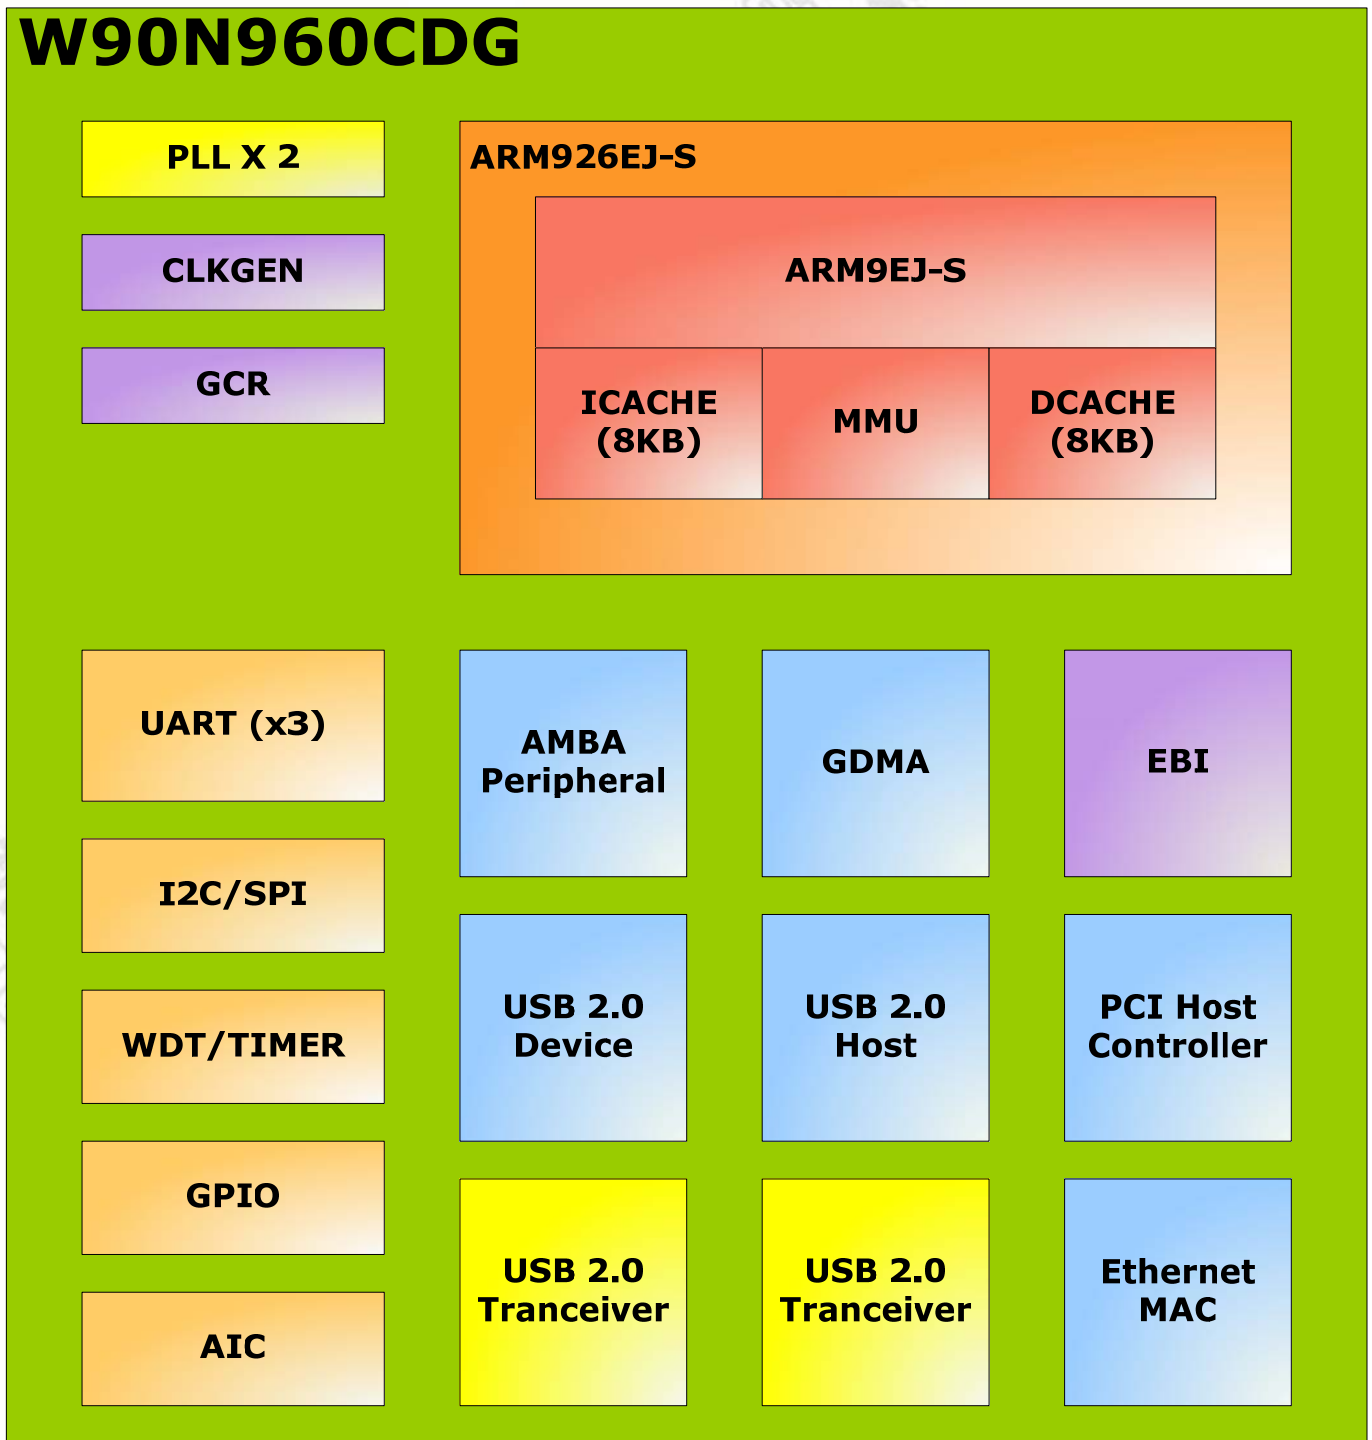 W90N960CDG
PLL X 2
CLKGEN
GCR
ARM926EJ-S
ARM9EJ-S
ICACHE
(8KB)
MMU
DCACHE
(8KB)
UART (x3)
I2C/SPI
WDT/TIMER
GPIO
AIC
AMBA
Peripheral
GDMA
EBI
USB 2.0
Device
USB 2.0
Host
PCI Host
Controller
USB 2.0
Tranceiver
USB 2.0
Tranceiver
Ethernet
MAC